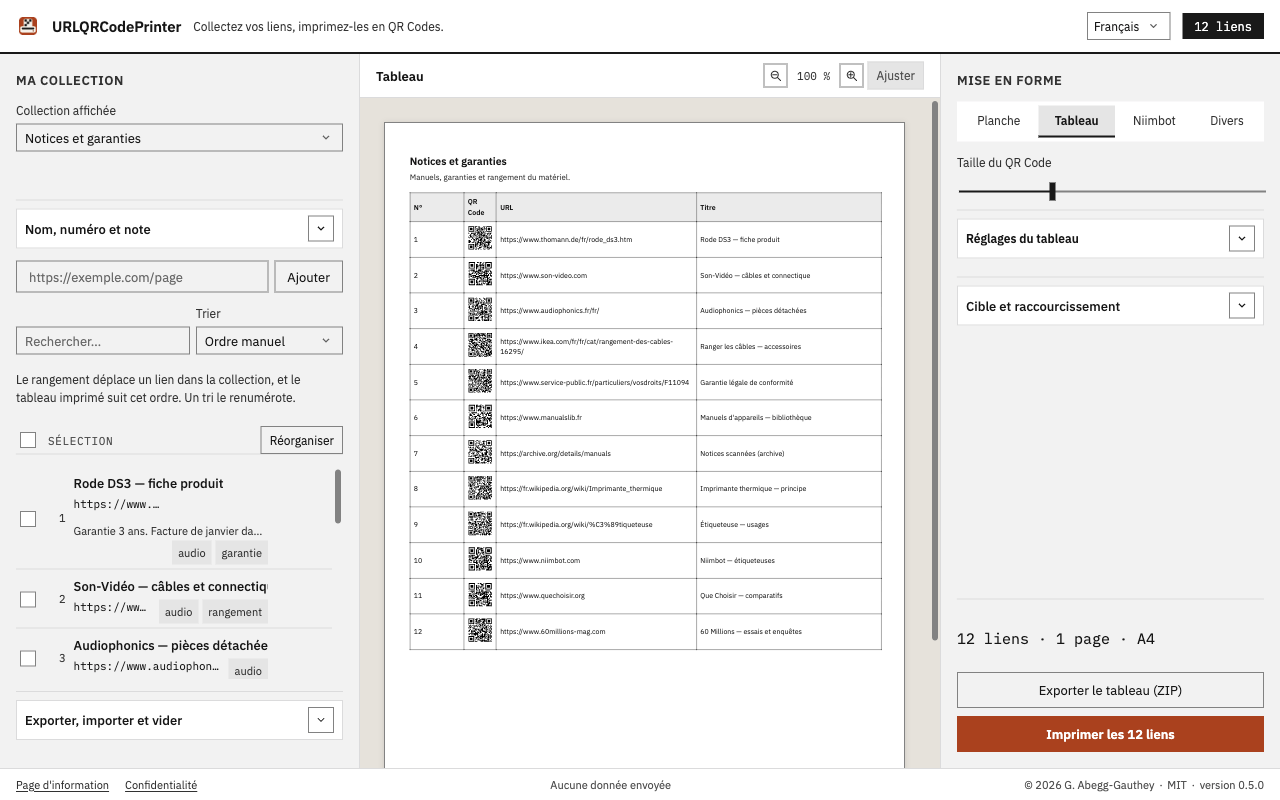 URLQRCodePrinter
Collectez vos liens, imprimez-les en QR Codes.
Français
12 liens
MA COLLECTION
Collection affichée
Notices et garanties
Nom, numéro et note
https://exemple.com/page
Ajouter
Trier
Rechercher...
Ordre manuel
Le rangement déplace un lien dans la collection, et le
tableau imprimé suit cet ordre. Un tri le renumérote.
SÉLECTION
Réorganiser
1
Rode DS3 — fiche produit
https://www.…
Garantie 3 ans. Facture de janvier da…
audio garantie
2
Son-Vidéo — câbles et connectiq
https://ww…
audio rangement
3
Audiophonics — pièces détachée
https://www.audiophon…
audio
Exporter, importer et vider
Tableau
100 %
Ajuster
Notices et garanties
Manuels, garanties et rangement du matériel.
N° QR Code URL Titre
1 https://www.thomann.de/fr/rode_ds3.htm Rode DS3 — fiche produit
2 https://www.son-video.com Son-Vidéo — câbles et connectique
3 https://www.audiophonics.fr/fr/ Audiophonics — pièces détachées
4 https://www.ikea.com/fr/fr/cat/rangement-des-cables-16295/ Ranger les câbles — accessoires
5 https://www.service-public.fr/particuliers/vosdroits/F11094 Garantie légale de conformité
6 https://www.manualslib.fr Manuels d'appareils — bibliothèque
7 https://archive.org/details/manuals Notices scannées (archive)
8 https://fr.wikipedia.org/wiki/Imprimante_thermique Imprimante thermique — principe
9 https://fr.wikipedia.org/wiki/%C3%89tiqueteuse Étiqueteuse — usages
10 https://www.niimbot.com Niimbot — étiqueteuses
11 https://www.quechoisir.org Que Choisir — comparatifs
12 https://www.60millions-mag.com 60 Millions — essais et enquêtes
MISE EN FORME
Planche Tableau Niimbot Divers
Taille du QR Code
Réglages du tableau
Cible et raccourcissement
12 liens · 1 page · A4
Exporter le tableau (ZIP)
Imprimer les 12 liens
Page d'information
Confidentialité
Aucune donnée envoyée
© 2026 G. Abegg-Gauthey · MIT · version 0.5.0